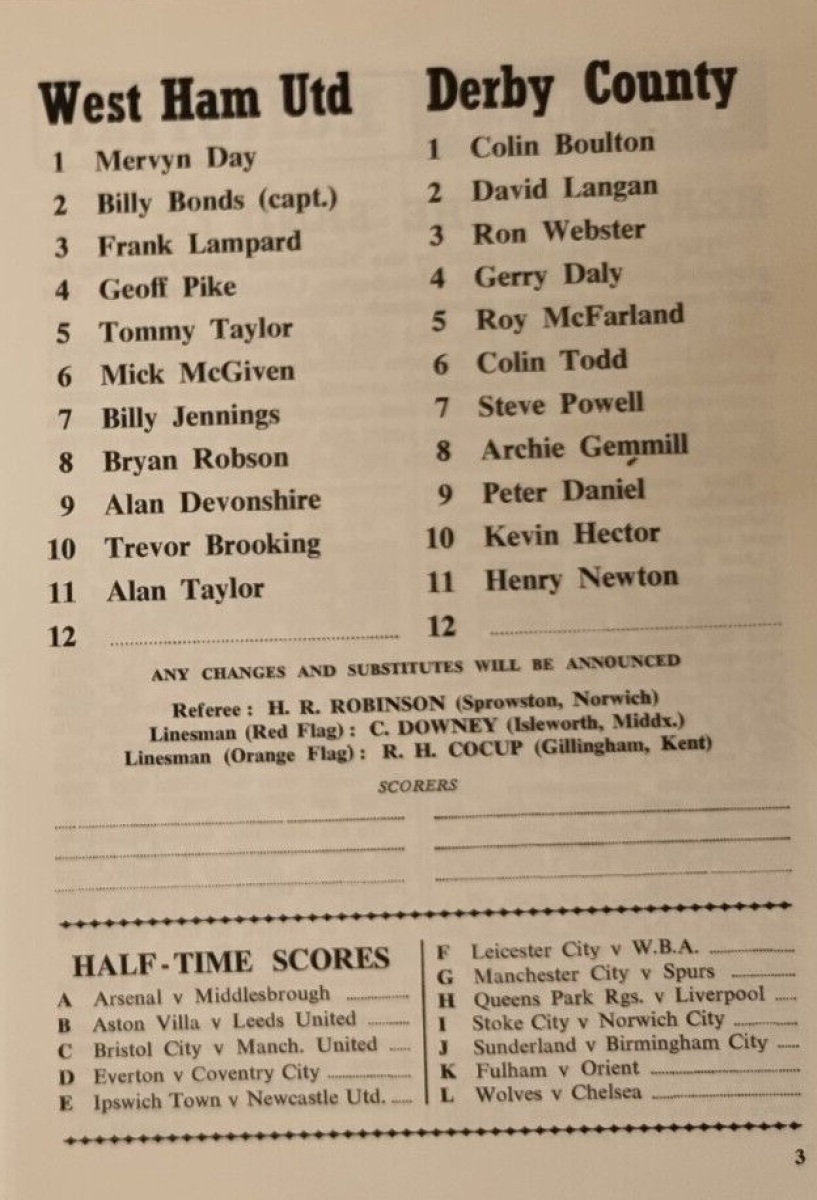 West Ham Utd
1 Mervyn Day
2 Billy Bonds (capt.)
3 Frank Lampard
4 Geoff Pike
5 Tommy Taylor
6 Mick McGiven
7 Billy Jennings
8 Bryan Robson
9 Alan Devonshire
10 Trevor Brooking
11 Alan Taylor
12
Derby County
1 Colin Boulton
2 David Langan
3 Ron Webster
4 Gerry Daly
5 Roy McFarland
6 Colin Todd
7 Steve Powell
8 Archie Gemmill
9 Peter Daniel
10 Kevin Hector
11 Henry Newton
12
ANY CHANGES AND SUBSTITUTES WILL BE ANNOUNCED
Referee : H. R. ROBINSON (Sprowston, Norwich)
Linesman (Red Flag) : C. DOWNEY (Isleworth, Middx.)
Linesman (Orange Flag) : R. H. COCUP (Gillingham, Kent)
SCORERS
HALF-TIME SCORES
A Arsenal v Middlesbrough
B Aston Villa v Leeds United
C Bristol City v Manch. United
D Everton v Coventry City
E Ipswich Town v Newcastle Utd.
F Leicester City v W.B.A.
G Manchester City v Spurs
H Queens Park Rgs. v Liverpool
I Stoke City v Norwich City
J Sunderland v Birmingham City
K Fulham v Orient
L Wolves v Chelsea
3